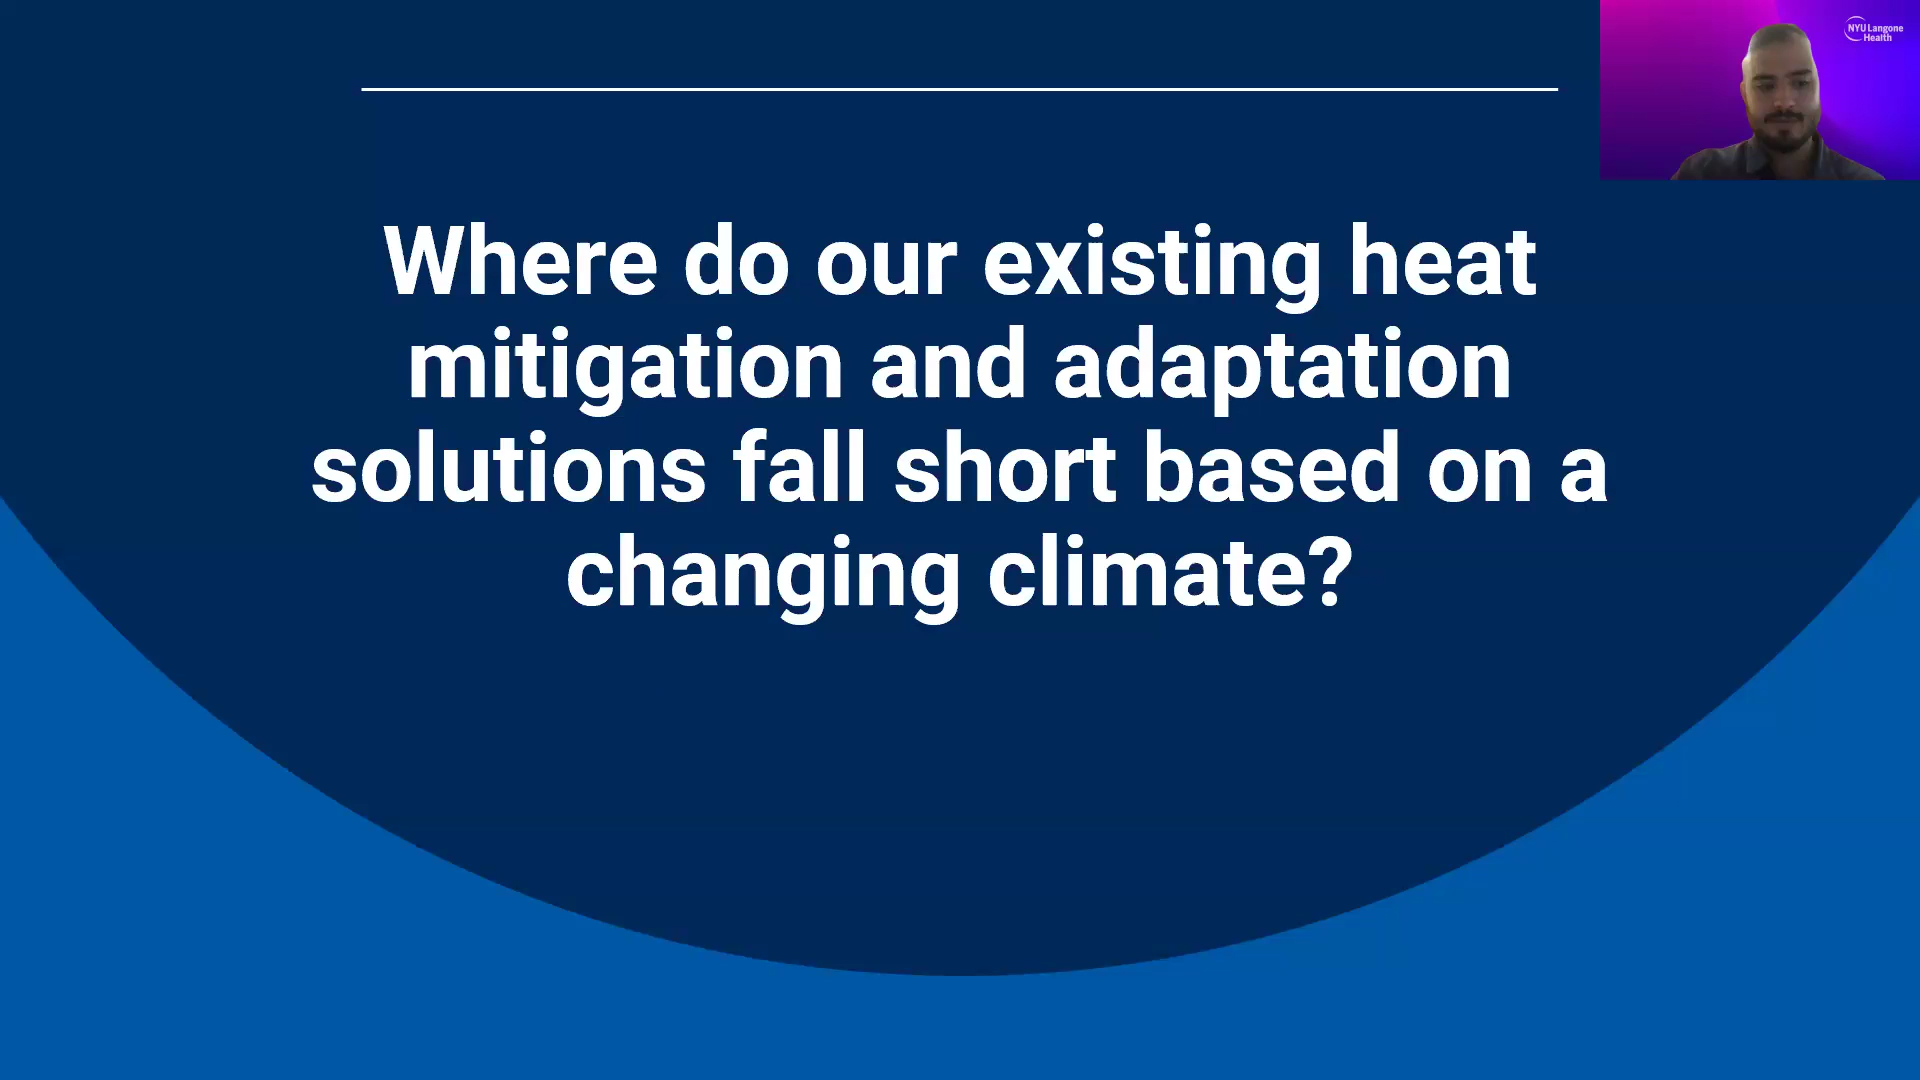 NYU Langone
Health
Where do our existing heat
mitigation and adaptation
solutions fall short based on a
changing climate?